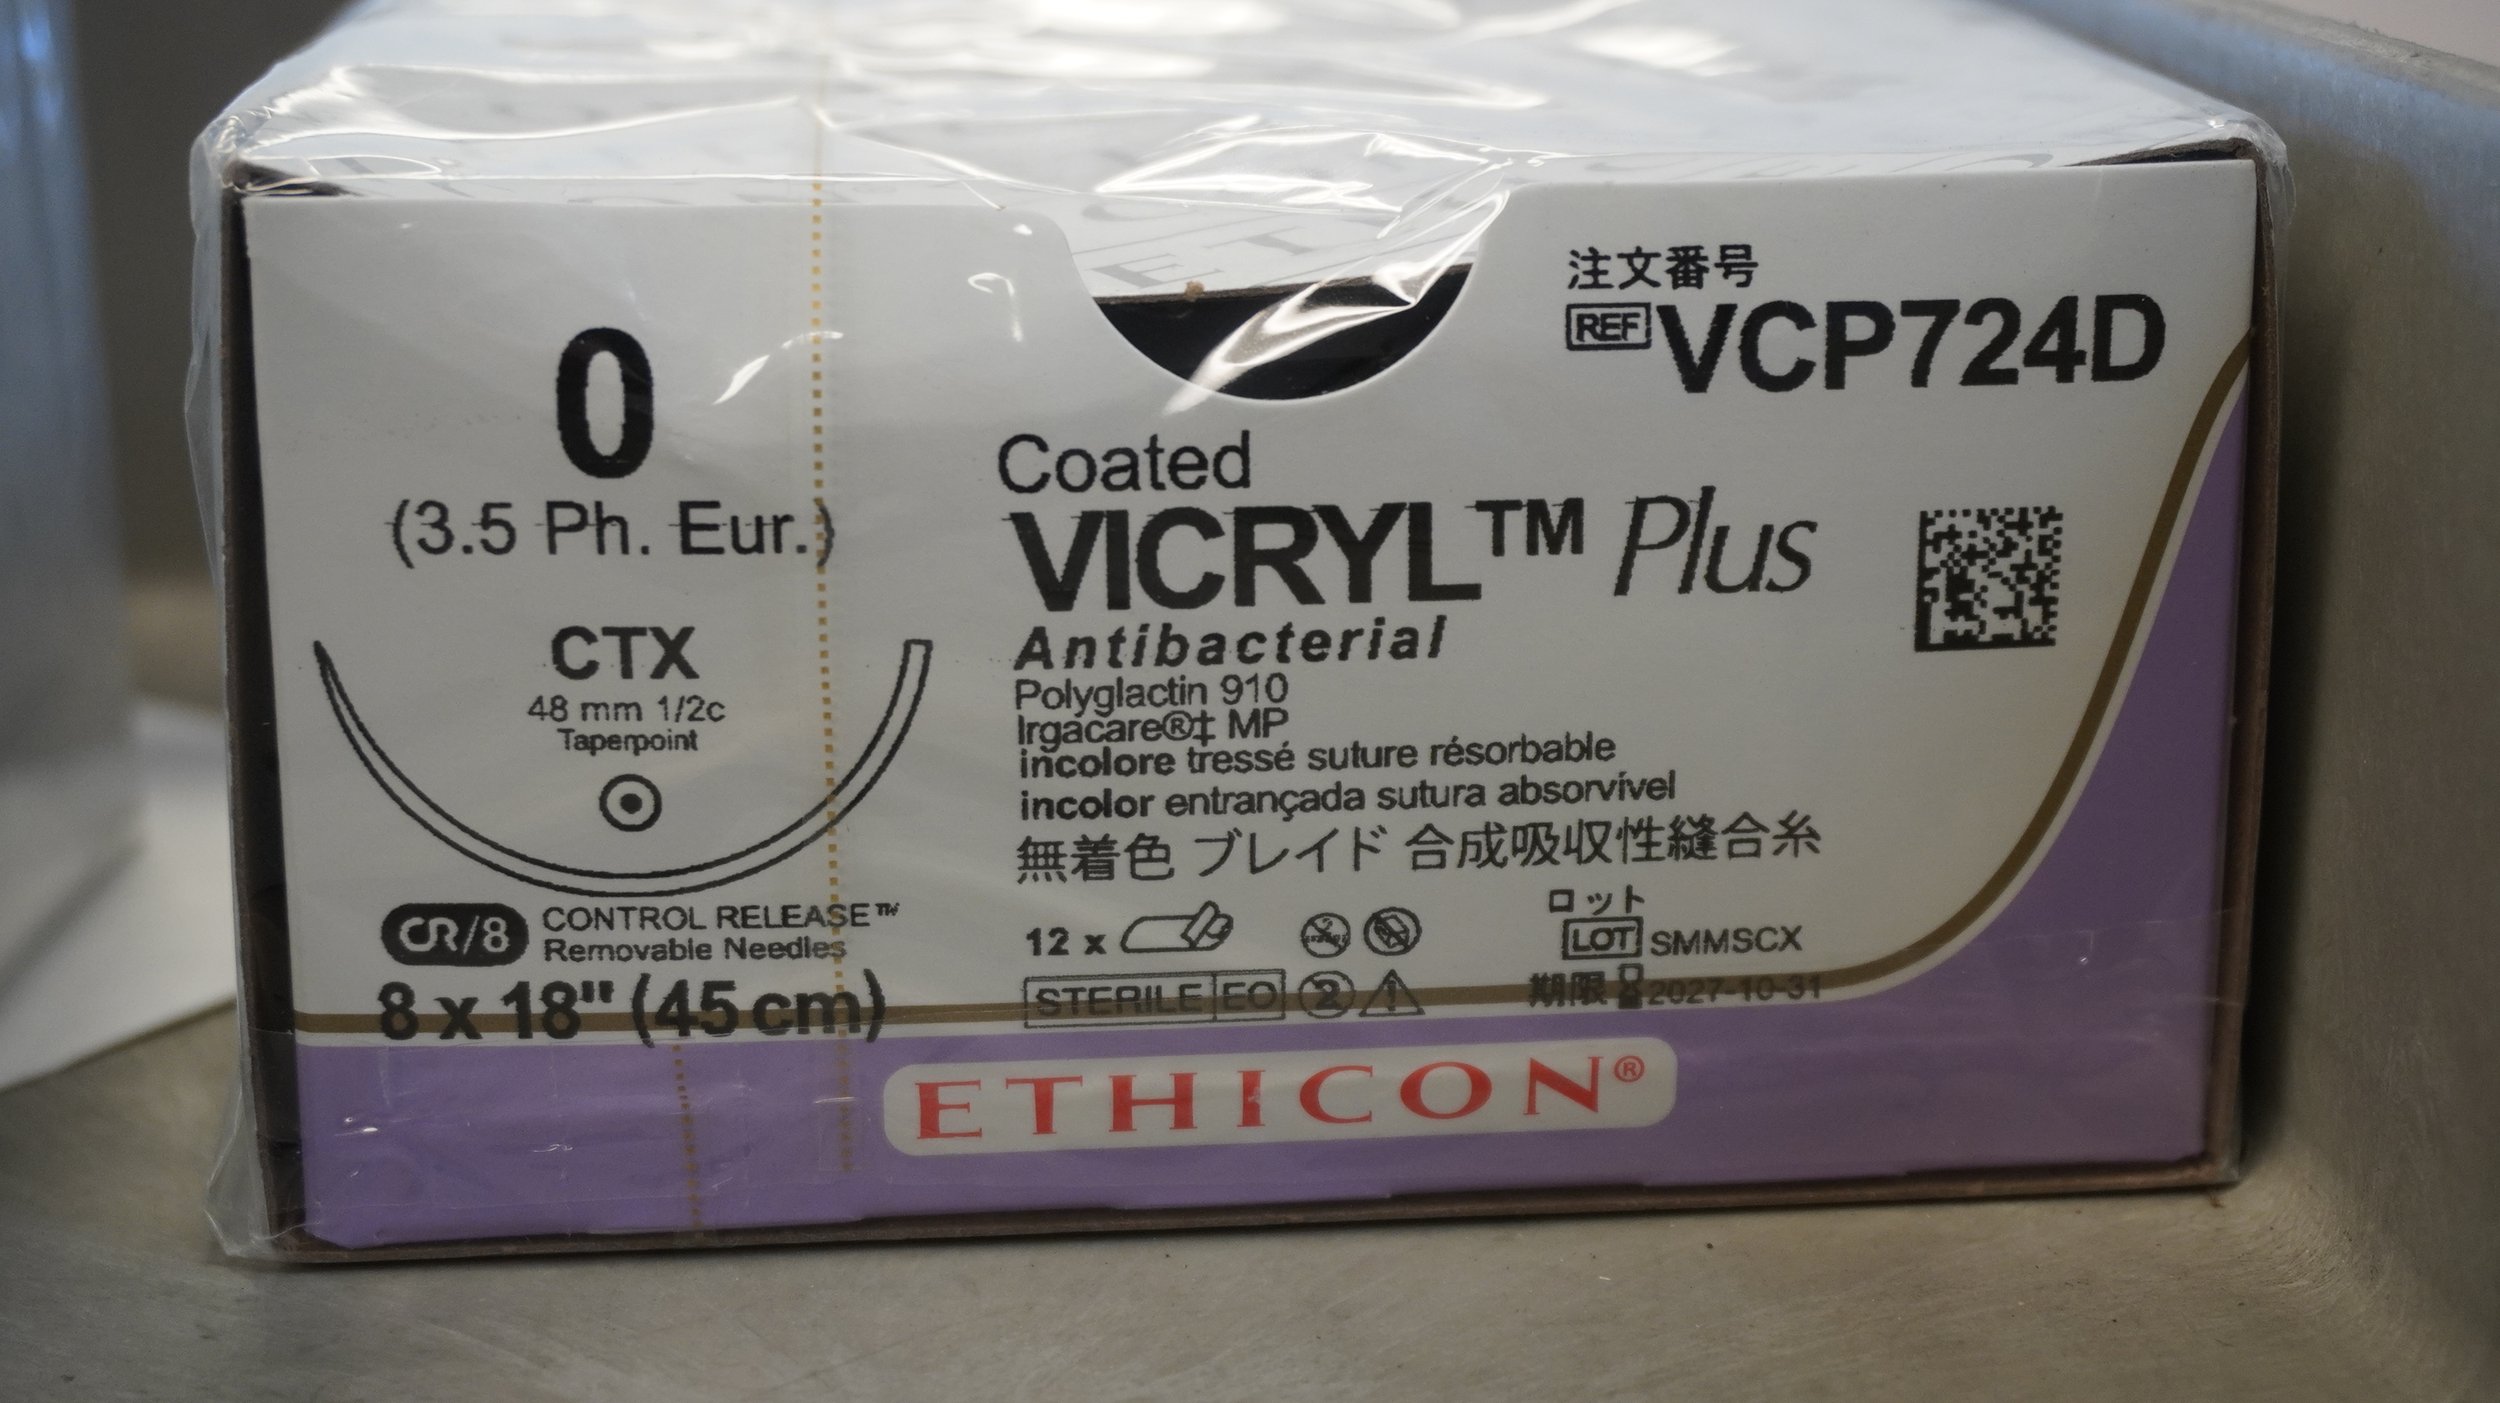 0
(3.5 Ph. Eur.)
CTX
48 mm 1/2c
Taperpoint
CR/8 CONTROL RELEASE™
Removable Needles
8 x 18" (45 cm)
注文番号
REF VCP724D
Coated
VICRYL™ Plus
Antibacterial
Polyglactin 910
Irgacare®‡ MP
incolore tressé suture résorbable
incolor entrançada sutura absorvível
無着色 ブレイド 合成吸収性縫合糸
12 x
ロット
LOT SMMSCX
STERILE EO 2
期限 2027-10-31
ETHICON®